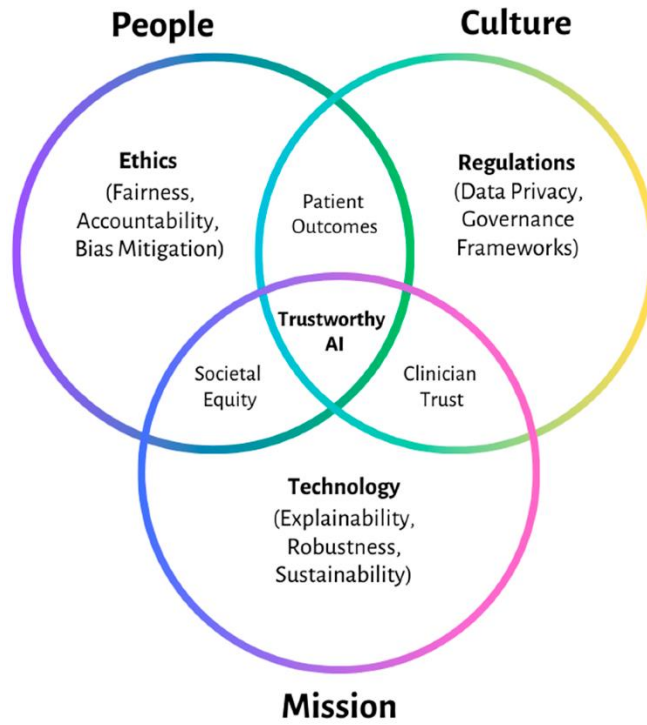 People
Culture
Ethics
(Fairness,
Accountability,
Bias Mitigation)
Patient
Outcomes
Regulations
(Data Privacy,
Governance
Frameworks)
Trustworthy
AI
Societal
Equity
Clinician
Trust
Technology
(Explainability,
Robustness,
Sustainability)
Mission